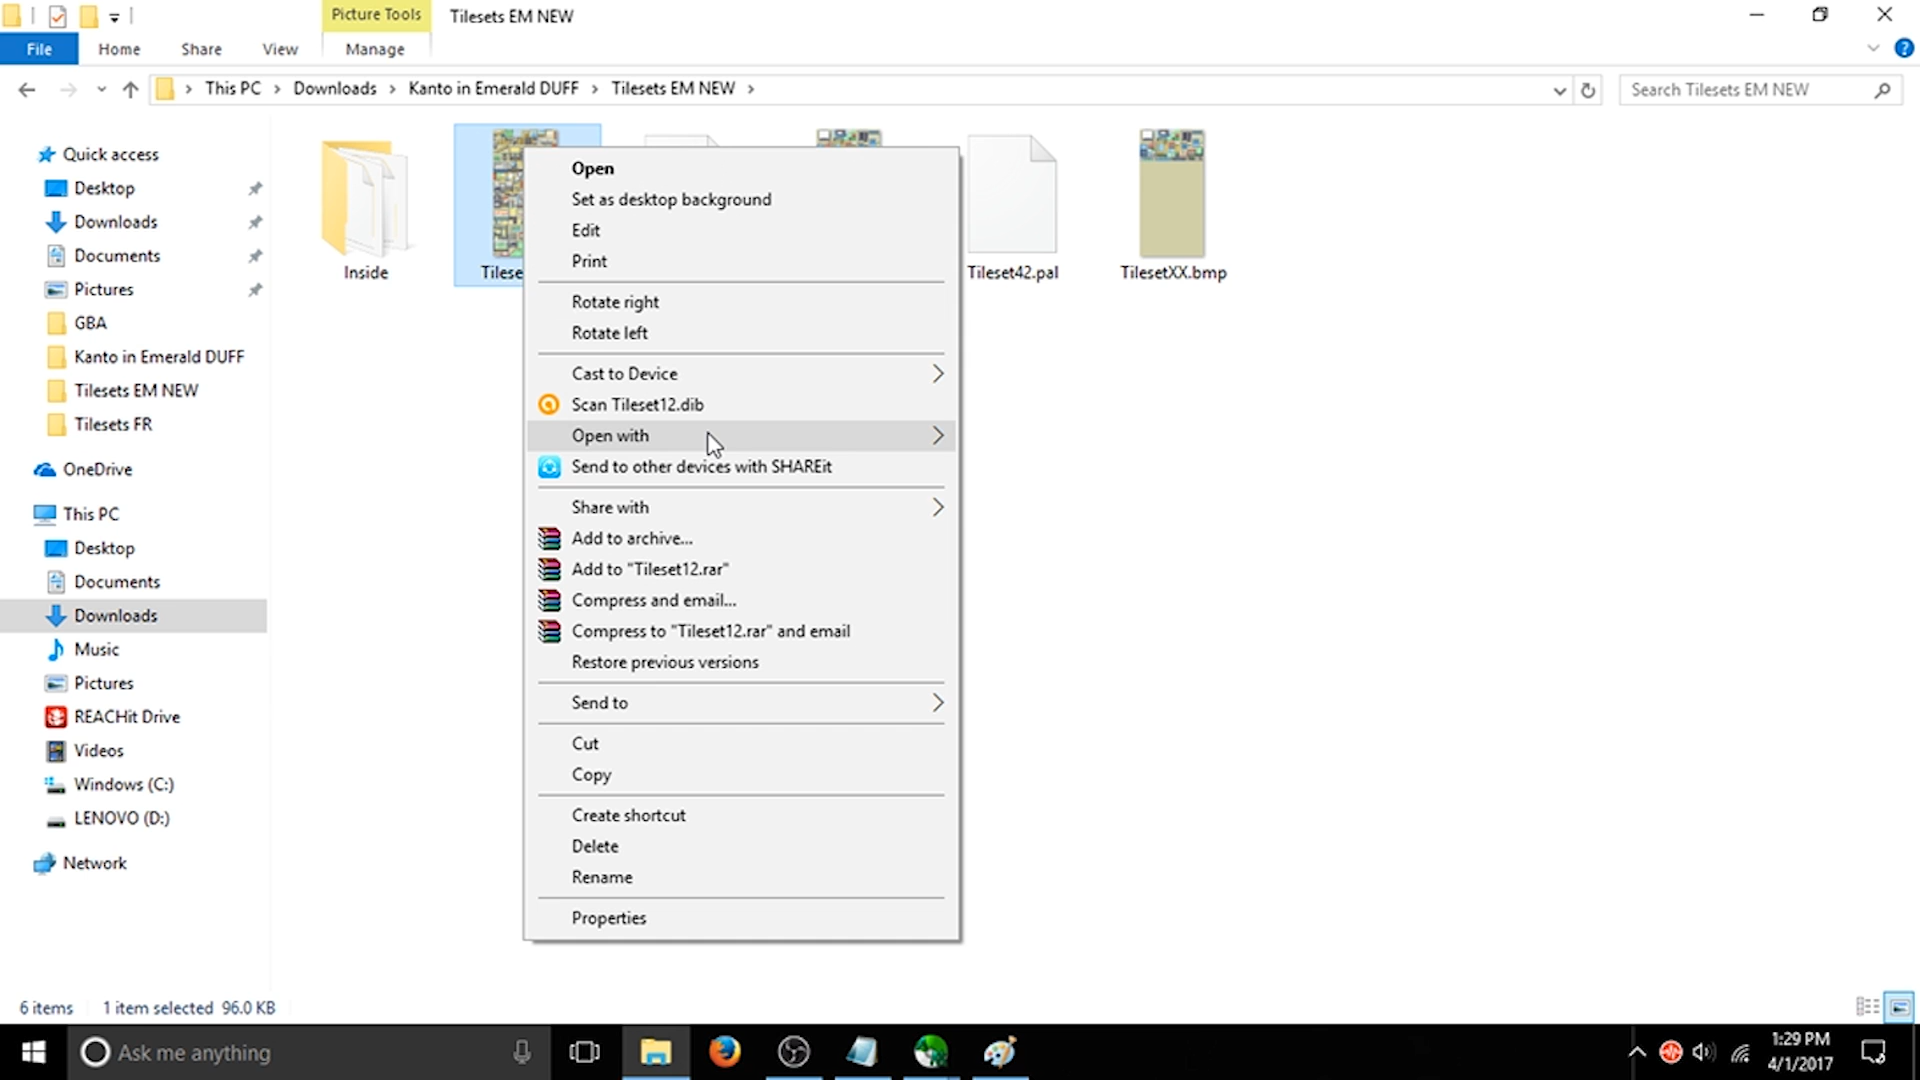 Picture Tools
Tilesets EM NEW
File
Home
Share
View
Manage
This PC
Downloads
Kanto in Emerald DUFF
Tilesets EM NEW
Search Tilesets EM NEW
Quick access
Desktop
Downloads
Documents
Pictures
GBA
Kanto in Emerald DUFF
Tilesets EM NEW
Tilesets FR
OneDrive
This PC
Desktop
Documents
Downloads
Music
Pictures
REACHit Drive
Videos
Windows (C:)
LENOVO (D:)
Network
Inside
Tilese
Tileset42.pal
TilesetXX.bmp
Open
Set as desktop background
Edit
Print
Rotate right
Rotate left
Cast to Device
Scan Tileset12.dib
Open with
Send to other devices with SHAREit
Share with
Add to archive...
Add to "Tileset12.rar"
Compress and email...
Compress to "Tileset12.rar" and email
Restore previous versions
Send to
Cut
Copy
Create shortcut
Delete
Rename
Properties
6 items
1 item selected 96.0 KB
Ask me anything
1:29 PM
4/1/2017